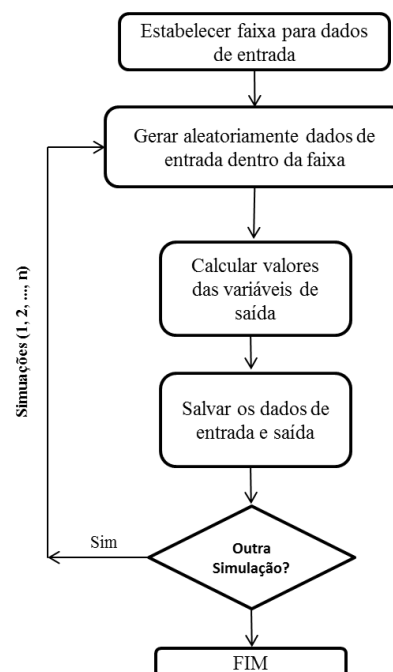 Estabelecer faixa para dados
de entrada
Gerar aleatoriamente dados de
entrada dentro da faixa
Calcular valores
das variáveis de
saída
Simuações (1, 2, ..., n)
Salvar os dados de
entrada e saída
Sim
Outra
Simulação?
FIM